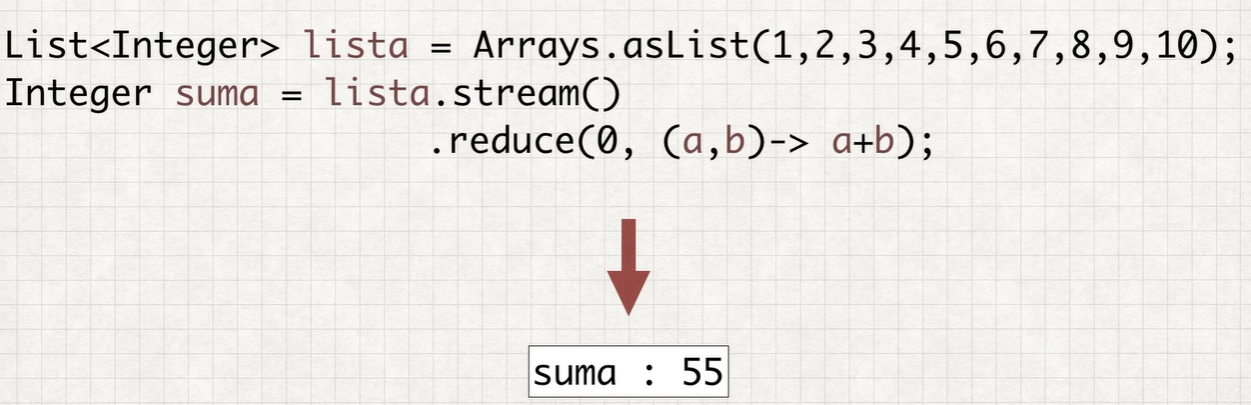 List<Integer> lista = Arrays.asList(1,2,3,4,5,6,7,8,9,10);
Integer suma = lista.stream()
.reduce(0, (a,b)-> a+b);
suma : 55